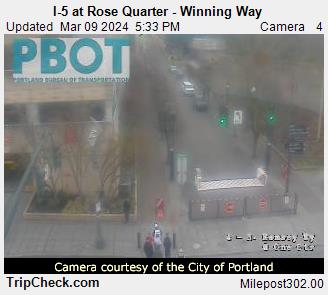 I-5 at Rose Quarter - Winning Way
Updated Mar 09 2024 5:33 PM Camera 4
PBOT
PORTLAND BUREAU OF TRANSPORTATION
Camera courtesy of the City of Portland
TripCheck.com Milepost302.00